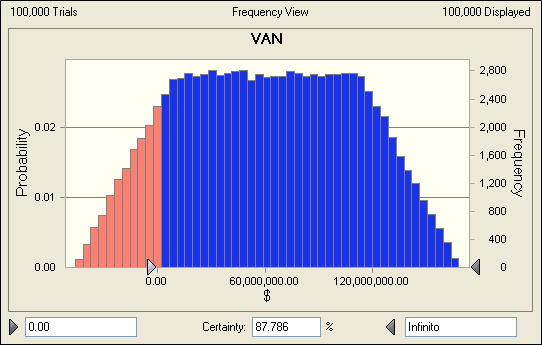 100,000 Trials Frequency View 100,000 Displayed
VAN
Probability
0.02
0.01
0.00
2,800
2,400
2,000
1,600
1,200
800
400
0
Frequency
0.00 60,000,000.00 120,000,000.00
$
0.00 Certainty: 87.786 % Infinito